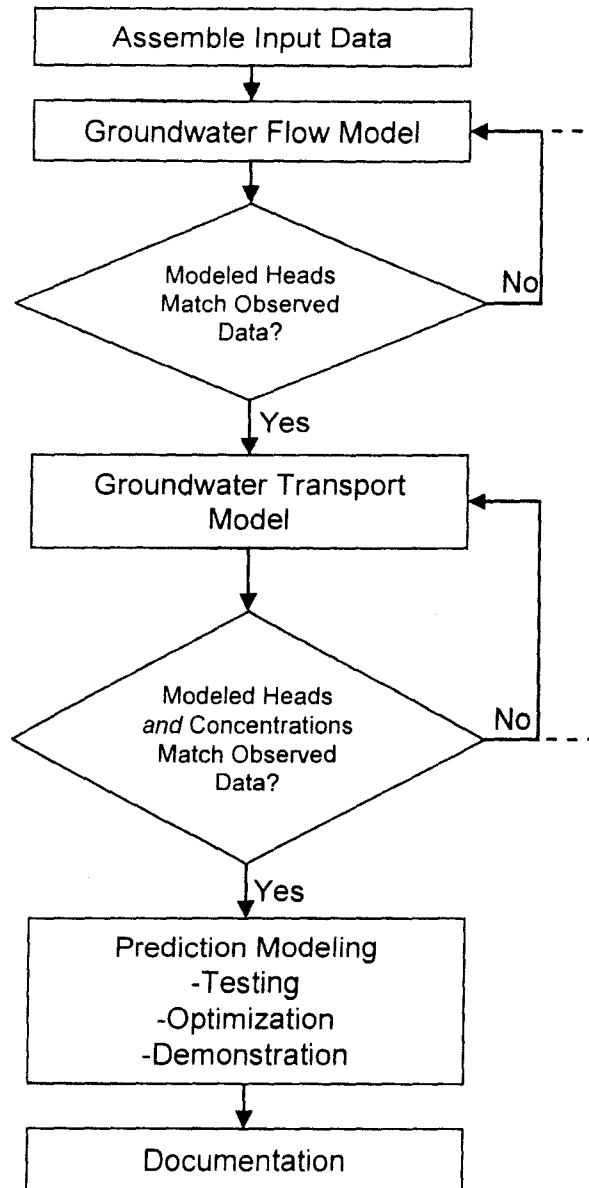 Assemble Input Data
Groundwater Flow Model
Modeled Heads
Match Observed
Data?
No
Yes
Groundwater Transport
Model
Modeled Heads
and Concentrations
Match Observed
Data?
No
Yes
Prediction Modeling
-Testing
-Optimization
-Demonstration
Documentation